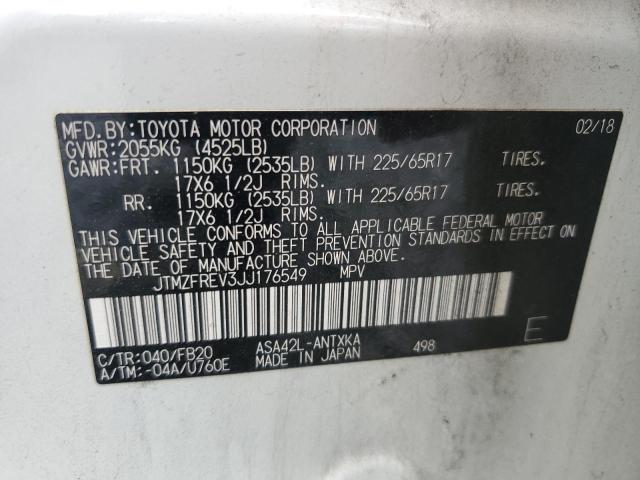 MFD.BY:TOYOTA MOTOR CORPORATION 02/18
GVWR:2055KG (4525LB)
GAWR:FRT. 1150KG (2535LB) WITH 225/65R17 TIRES.
17X6 1/2J RIMS.
RR. 1150KG (2535LB) WITH 225/65R17 TIRES.
17X6 1/2J RIMS.
THIS VEHICLE CONFORMS TO ALL APPLICABLE FEDERAL MOTOR
VEHICLE SAFETY AND THEFT PREVENTION STANDARDS IN EFFECT ON
THE DATE OF MANUFACTURE SHOWN ABOVE.
JTMZFREV3JJ176549 MPV
C/TR:040/FB20 ASA42L-ANTXKA 498 E
A/TM:-04A/U760E MADE IN JAPAN